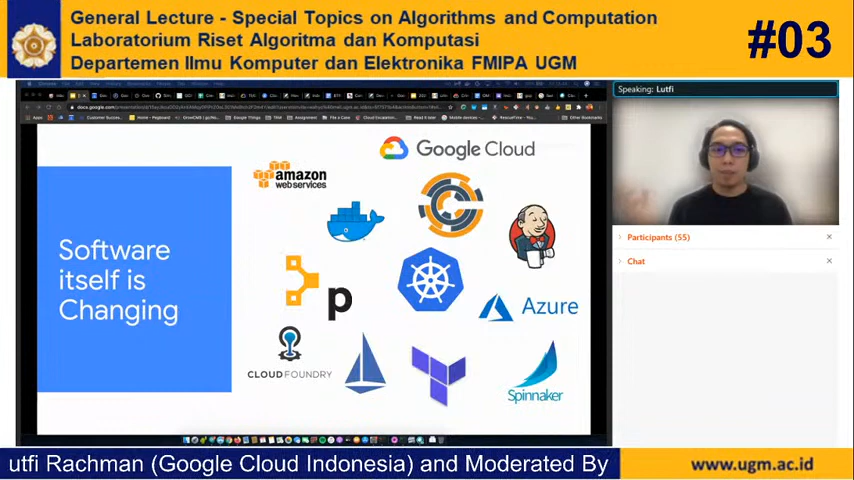 General Lecture - Special Topics on Algorithms and Computation
Laboratorium Riset Algoritma dan Komputasi
Departemen Ilmu Komputer dan Elektronika FMIPA UGM
#03
Speaking: Lutfi
Google Cloud
amazon
web services
Software
itself is
Changing
p
Azure
CLOUD FOUNDRY
Spinnaker
Participants (55)
Chat
utfi Rachman (Google Cloud Indonesia) and Moderated By
www.ugm.ac.id